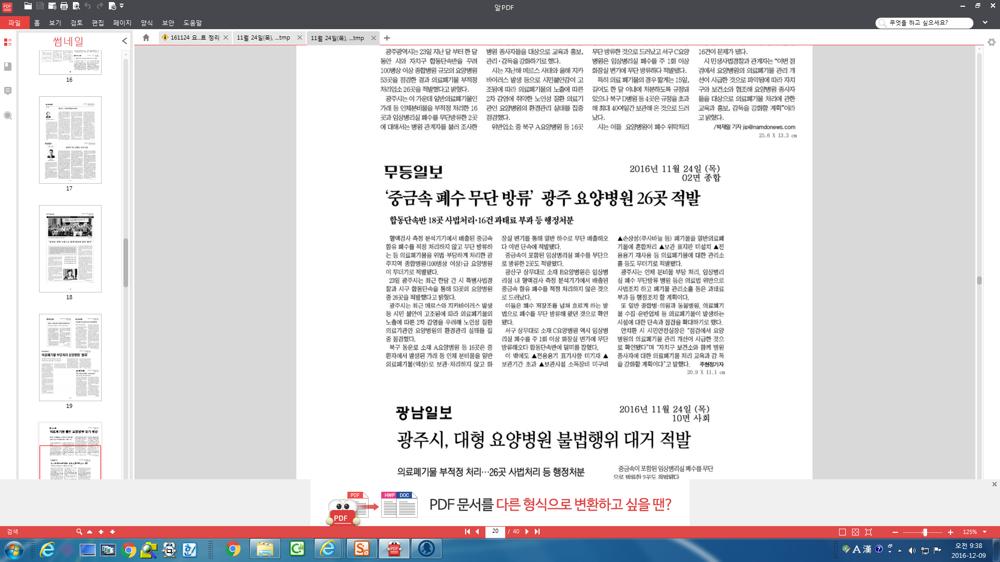 알PDF
파일 홈 보기 검토 편집 페이지 양식 보안 도움말
무엇을 하고 싶으세요?
썸네일
161124 요...료 정리
11월 24일(목), ....tmp
11월 24일(목), ....tmp
16
17
18
의료폐기물 부당처리 요양병원 '철퇴'
19
의료폐기물 불법 요양병원 대거 적발
광주광역시는 23일 지난 달 부터 한 달
동안 시와 자치구 합동단속반을 꾸려
100병상 이상 종합병원 규모의 요양병원
53곳을 점검한 결과 의료폐기물 부적정
처리업소 26곳을 적발했다고 밝혔다.
광주시는 이 가운데 일반의료폐기물인
가래 등 인체분비물을 부적정 처리한 16
곳과 임상병리실 폐수를 무단방류한 2곳
에 대해서는 병원 관계자를 불러 조사한
병원 종사자들을 대상으로 교육과 홍보,
관리·감독을 강화하기로 했다.
시는 지난해 메르스 사태와 올해 지카
바이러스 발생 등으로 시민불안감이 고
조됨에 따라 의료폐기물의 노출에 따른
2차 감염에 취약한 노인성 질환 의료기
관인 요양병원의 환경관리 실태를 집중
점검했다.
위반업소 중 북구 A요양병원 등 16곳
무단 방류한 것으로 드러났고 서구 C요양
병원은 임상병리실 폐수를 주 1회 이상
화장실 변기에 무단 방류하다 적발됐다.
특히 의료 폐기물의 경우 짧게는 15일,
길어도 한 달 이내에 처분하도록 규정돼
있으나 북구 D병원 등 4곳은 규정을 초과
해 최대 40여일간 보관해 온 것으로 드러
났다.
시는 이들 요양병원이 폐수 위탁처리
16건이 문제가 됐다.
시 민생사법경찰과 관계자는 “이번 점
검에서 요양병원의 의료폐기물 관리 개
선이 시급한 것으로 파악됨에 따라 자치
구와 보건소와 협조해 요양병원 종사자
들을 대상으로 의료폐기물 처리에 관한
교육과 홍보, 감독을 강화할 계획”이라
고 밝혔다.
/박재일 기자 jip@namdonews.com
25.6 X 13.3 cm
무등일보
2016년 11월 24일 (목)
02면 종합
‘중금속 폐수 무단 방류’ 광주 요양병원 26곳 적발
합동단속반 18곳 사법처리·16건 과태료 부과 등 행정처분
혈액검사 측정 분석기기에서 배출된 중금속
함유 폐수를 적정 처리하지 않고 무단 방류하
는 등 의료폐기물을 위법·부당하게 처리한 광
주지역 종합병원(100병상 이상)급 요양병원
이 무더기로 적발됐다.
23일 광주시는 최근 한달 간 시 특별사법경
찰과 시구 합동단속을 통해 53곳의 요양병원
중 26곳을 적발했다고 밝혔다.
광주시는 최근 메르스와 지카바이러스 발생
등 시민 불안이 고조됨에 따라 의료폐기물의
노출에 따른 2차 감염을 우려해 노인성 질환
의료기관인 요양병원의 환경관리 실태를 집
중 점검했다.
북구 동운로 소재 A요양병원 등 16곳은 중
환자에서 발생된 가래 등 인체 분비물을 일반
의료폐기물(액상)로 보관·처리하지 않고 화
장실 변기를 통해 일반 하수로 무단 배출해오
다 이번 단속에 적발됐다.
중금속이 포함된 임상병리실 폐수를 무단으
로 방류한 2곳도 적발됐다.
광산구 상무대로 소재 B요양병원은 임상병
리실 내 혈액검사 측정 분석기기에서 배출된
중금속 함유 폐수를 적정 처리하지 않은 것으
로 드러났다.
이들은 폐수 저장조를 넘쳐 흐르게 하는 방
법으로 폐수를 무단 방류해 왔던 것으로 확인
됐다.
서구 상무대로 소재 C요양병원 역시 임상병
리실 폐수를 주 1회 이상 화장실 변기에 무단
방류해오다 합동단속반에 덜미를 잡혔다.
이 밖에도 ▲전용용기 표기사항 미기재 ▲
보관기간 초과 ▲보관시설 소독장비 미구비
▲손상성(주사바늘 등) 폐기물을 일반의료폐
기물에 혼합처리 ▲보관 표지판 미설치 ▲전
용용기 재사용 등 의료폐기물에 대한 관리소
홀 등도 무더기로 적발됐다.
광주시는 인체 분비물 부당 처리, 임상병리
실 폐수 무단방류 병원 등은 의료법 위반으로
사법조치 하고 폐기물 관리소홀 등은 과태료
부과 등 행정조치 할 계획이다.
또 일반 종합병·의원과 동물병원, 의료폐기
물 수집·운반업체 등 의료폐기물이 발생하는
시설에 대한 단속과 점검을 확대하기로 했다.
안치환 시 시민안전실장은 “점검에서 요양
병원의 의료폐기물 관리 개선이 시급한 것으
로 확인됐다”며 “자치구 보건소와 함께 병원
종사자에 대한 의료폐기물 처리 교육과 감 독
을 강화할 계획이다”고 말했다. 주현정기자
20.9 X 11.1 cm
광남일보
2016년 11월 24일 (목)
10면 사회
광주시, 대형 요양병원 불법행위 대거 적발
의료폐기물 부적정 처리…26곳 사법처리 등 행정처분
중금속이 포함된 임상병리실 폐수를 무단
으로 방류한 2곳도 적발됐다
PDF HWP DOC
PDF
PDF 문서를 다른 형식으로 변환하고 싶을 땐?
검색
20 / 40
125%
A 漢
오전 9:38
2016-12-09